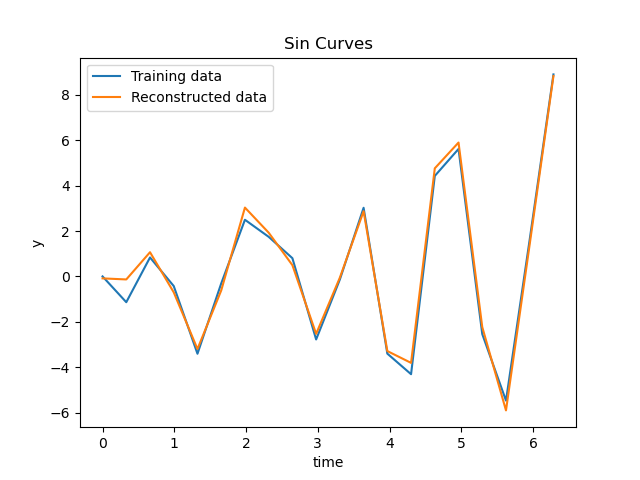 Sin Curves
Training data
Reconstructed data
8
6
4
2
0
−2
−4
−6
y
0 1 2 3 4 5 6
time